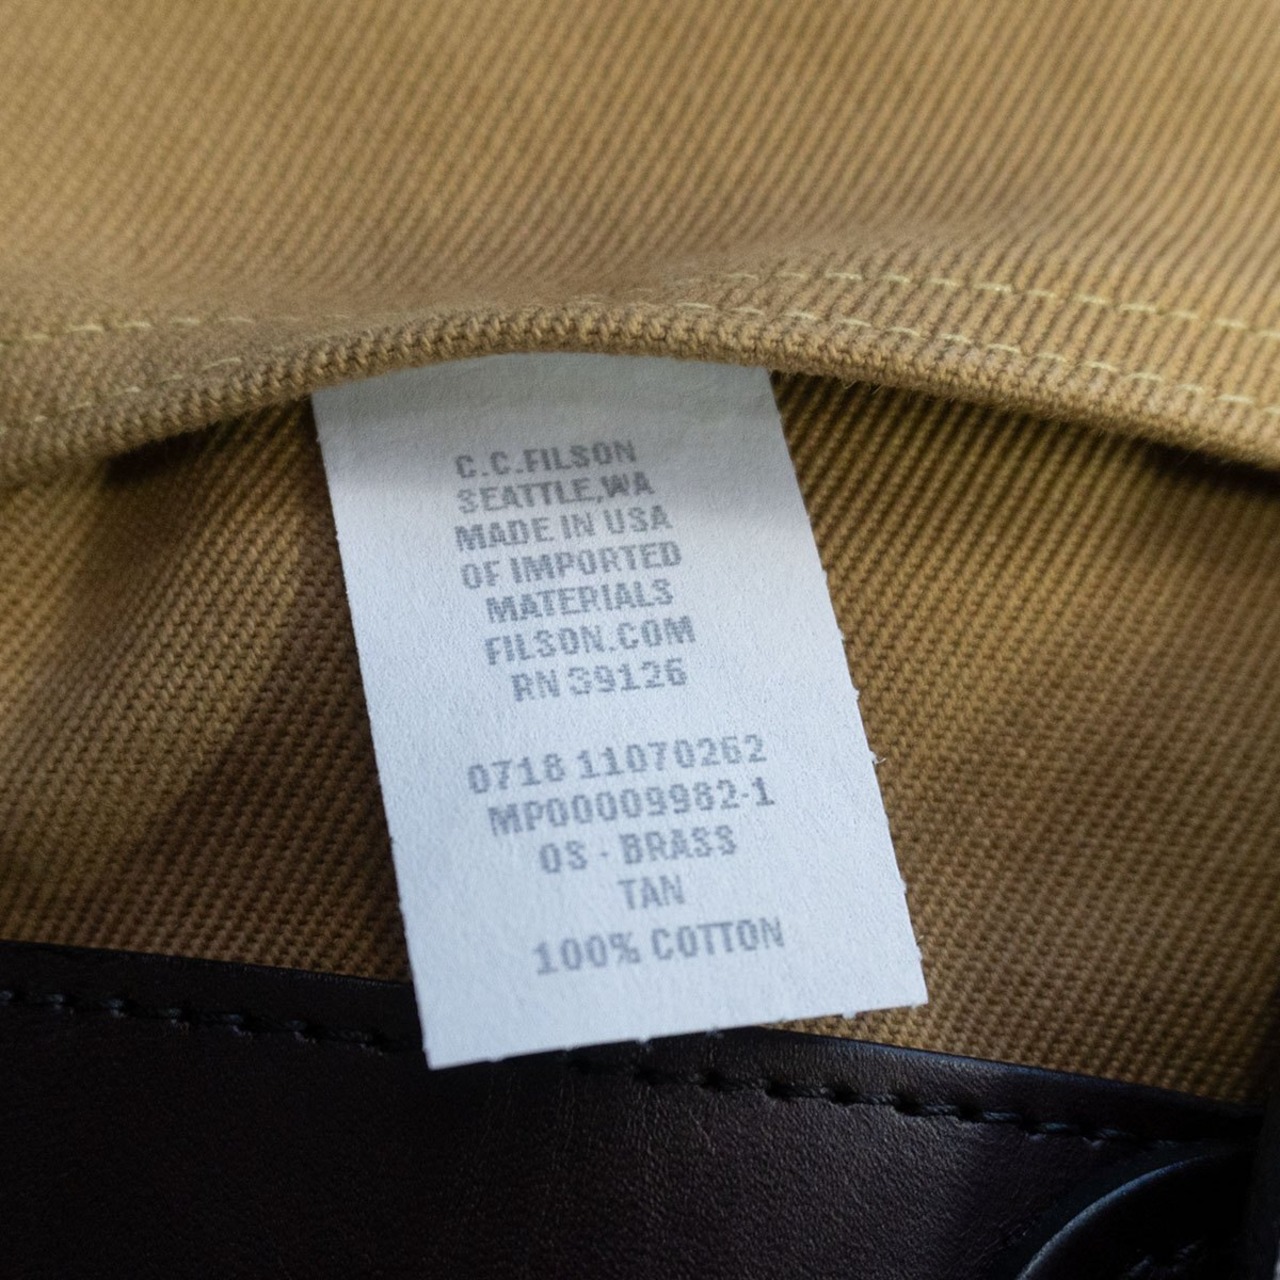 C.C.FILSON
SEATTLE,WA
MADE IN USA
OF IMPORTED
MATERIALS
FILSON.COM
RN 39126
0718 11070262
MP00009982-1
OS - BRASS
TAN
100% COTTON